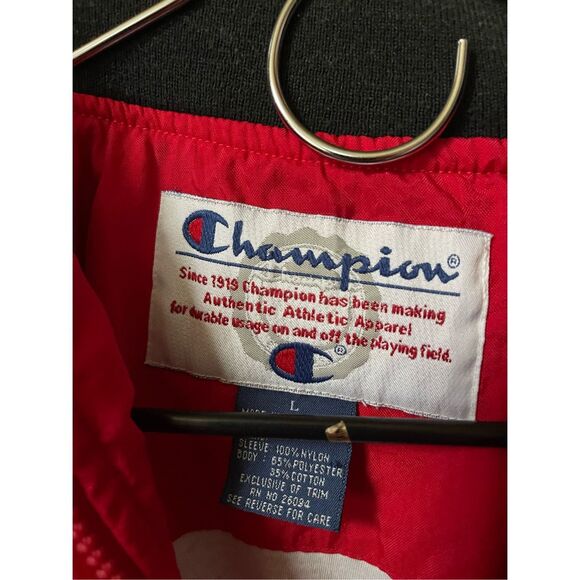 Champion®
Since 1919 Champion has been making
Authentic Athletic Apparel
for durable usage on and off the playing field.
®
L
MADE
SLEEVE: 100% NYLON
BODY: 65% POLYESTER
35% COTTON
EXCLUSIVE OF TRIM
RN NO 26094
SEE REVERSE FOR CARE